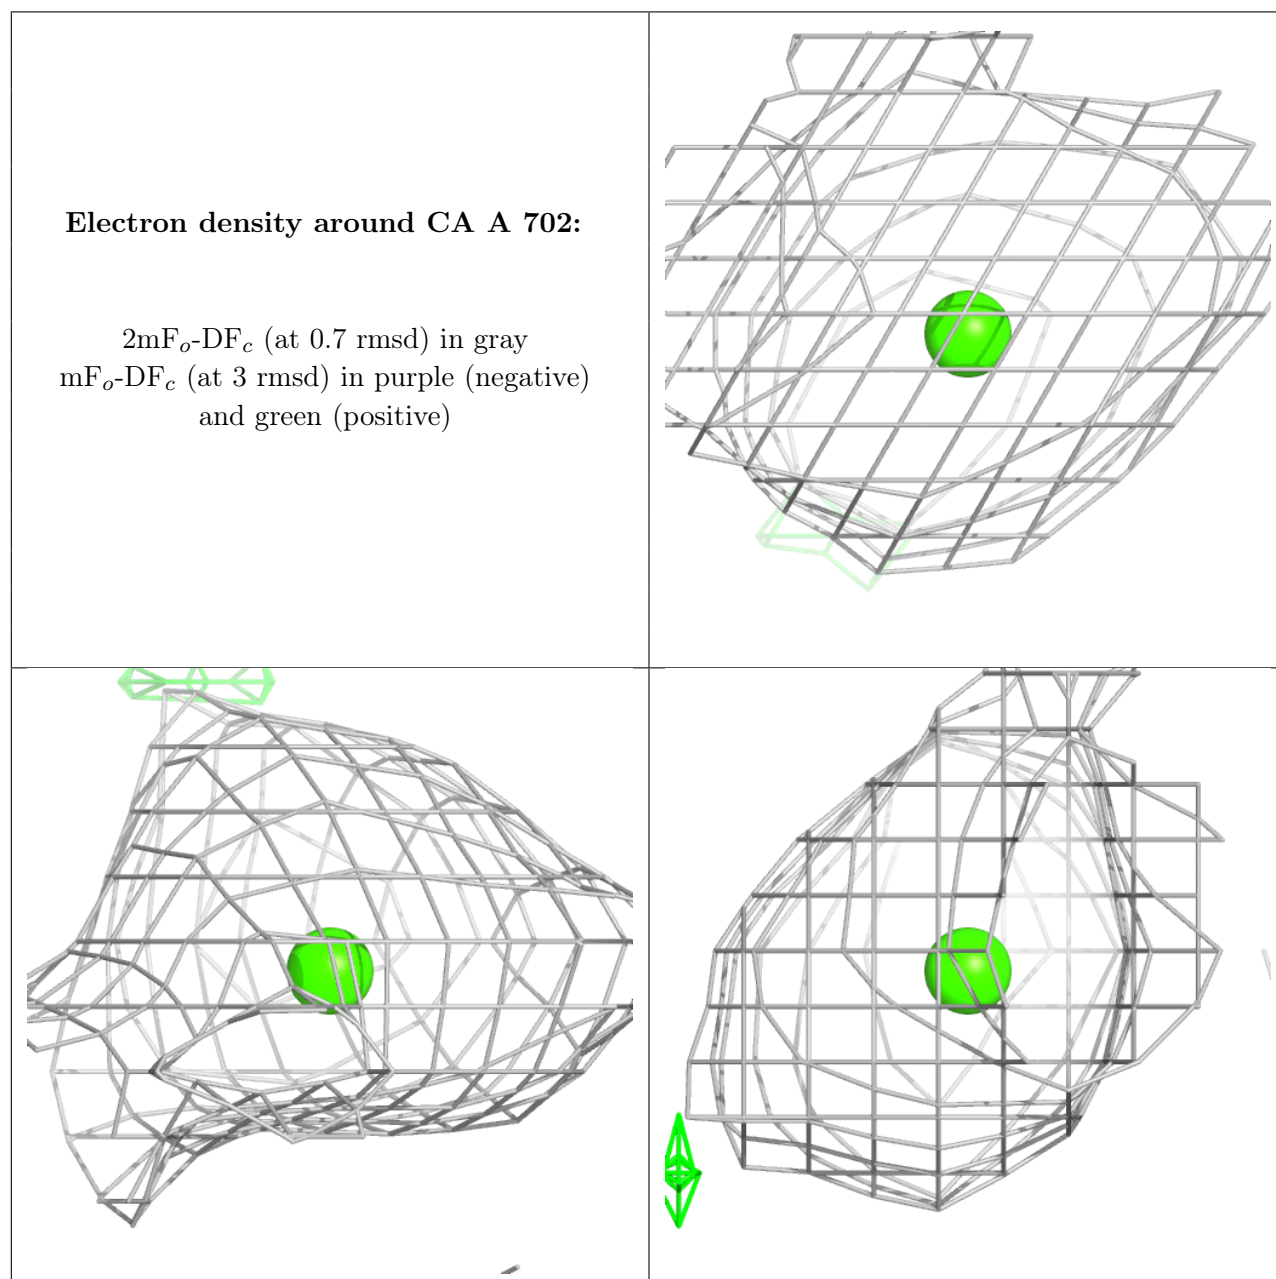 Electron density around CA A 702:
2mFo-DFc (at 0.7 rmsd) in gray
mFo-DFc (at 3 rmsd) in purple (negative)
and green (positive)